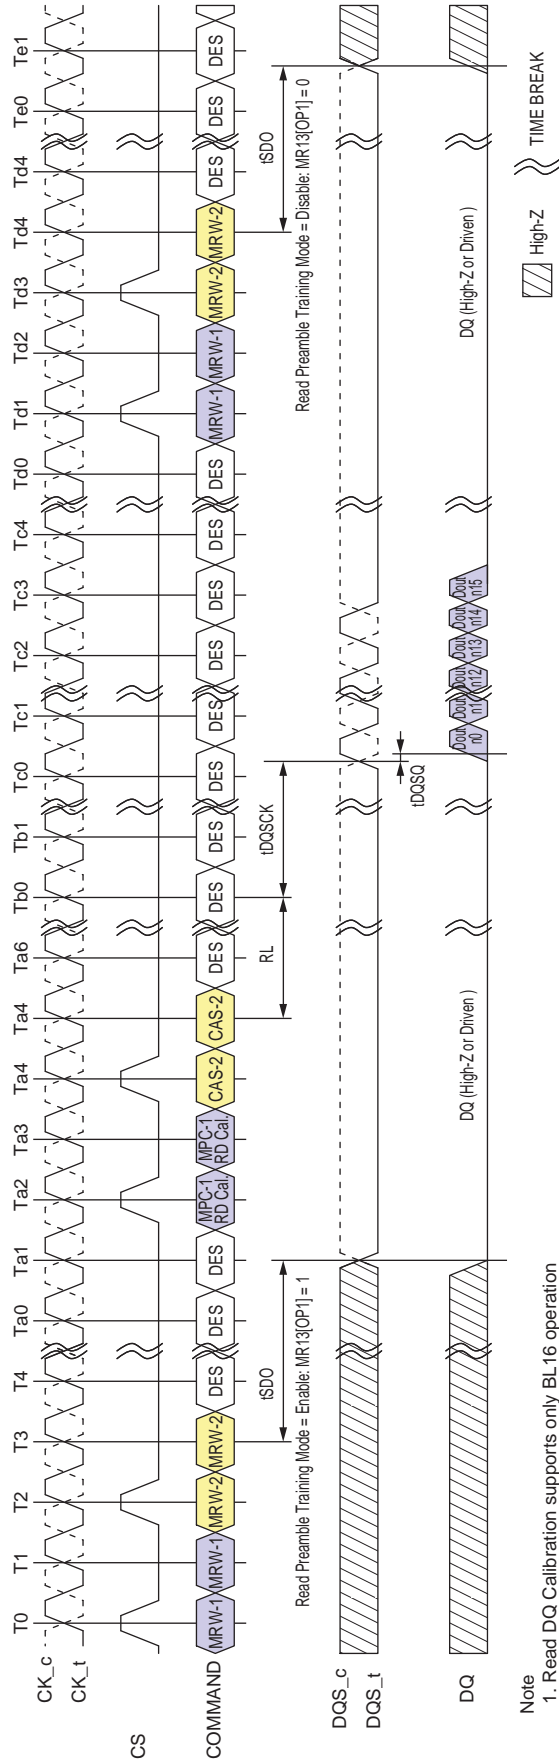 T0 T1 T2 T3 T4 Ta0 Ta1 Ta2 Ta3 Ta4 Ta4 Ta6 Tb0 Tb1 Tc0 Tc1 Tc2 Tc3 Tc4 Td0 Td1 Td2 Td3 Td4 Td4 Te0 Te1
CK_c
CK_t
CS
COMMAND
MRW-1 MRW-1 MRW-2 MRW-2 DES DES DES MPC-1 RD Cal. MPC-1 RD Cal. CAS-2 CAS-2 DES DES DES DES DES DES DES DES DES MRW-1 MRW-1 MRW-2 MRW-2 DES DES DES
tSDO RL tDQSCK tSDO
Read Preamble Training Mode = Enable: MR13[OP1] = 1
Read Preamble Training Mode = Disable: MR13[OP1] = 0
DQS_c
DQS_t
tDQSQ
DQ
DQ (High-Z or Driven )
Dout n0 Dout n1 Dout n12 Dout n13 Dout n14 Dout n15
DQ (High-Z or Driven )
High-Z
TIME BREAK
Note
1. Read DQ Calibration supports only BL16 operation